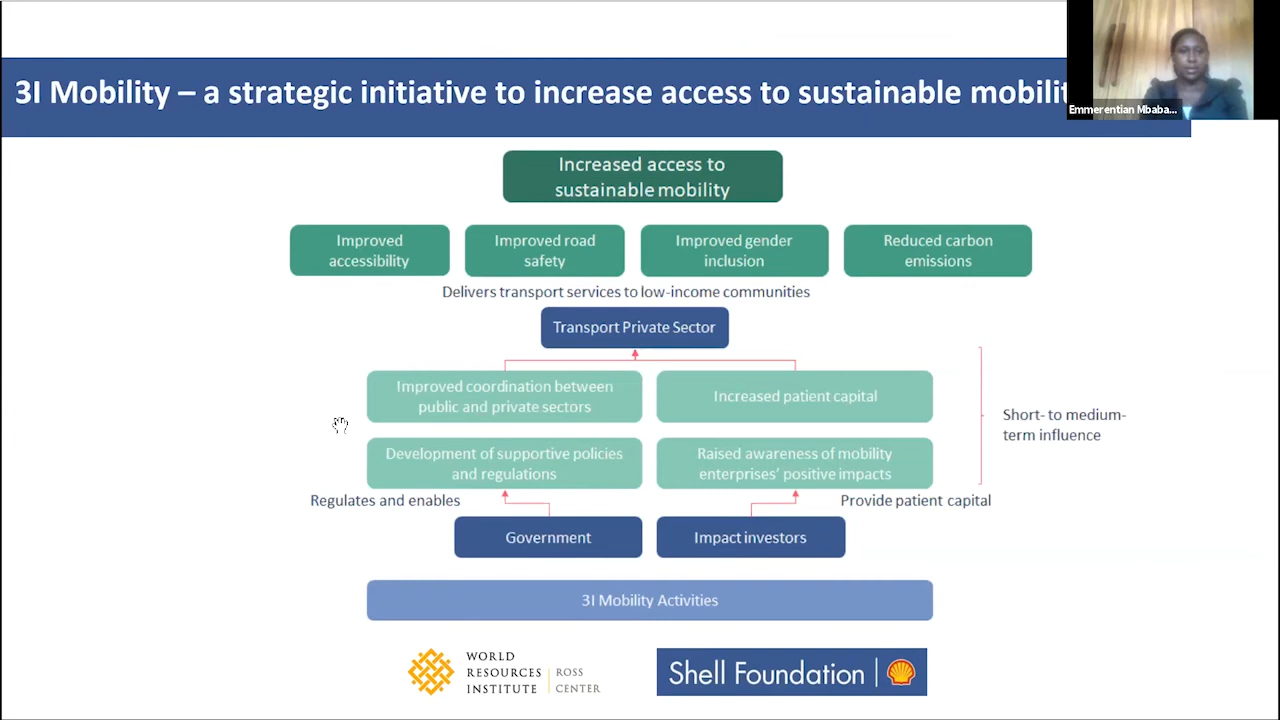 3I Mobility – a strategic initiative to increase access to sustainable mobilit
Emmerentian Mbaba...
Increased access to
sustainable mobility
Improved
accessibility
Improved road
safety
Improved gender
inclusion
Reduced carbon
emissions
Delivers transport services to low-income communities
Transport Private Sector
Improved coordination between
public and private sectors
Increased patient capital
Short- to medium-
term influence
Development of supportive policies
and regulations
Raised awareness of mobility
enterprises’ positive impacts
Regulates and enables
Provide patient capital
Government
Impact investors
3I Mobility Activities
WORLD
RESOURCES
INSTITUTE
ROSS
CENTER
Shell Foundation